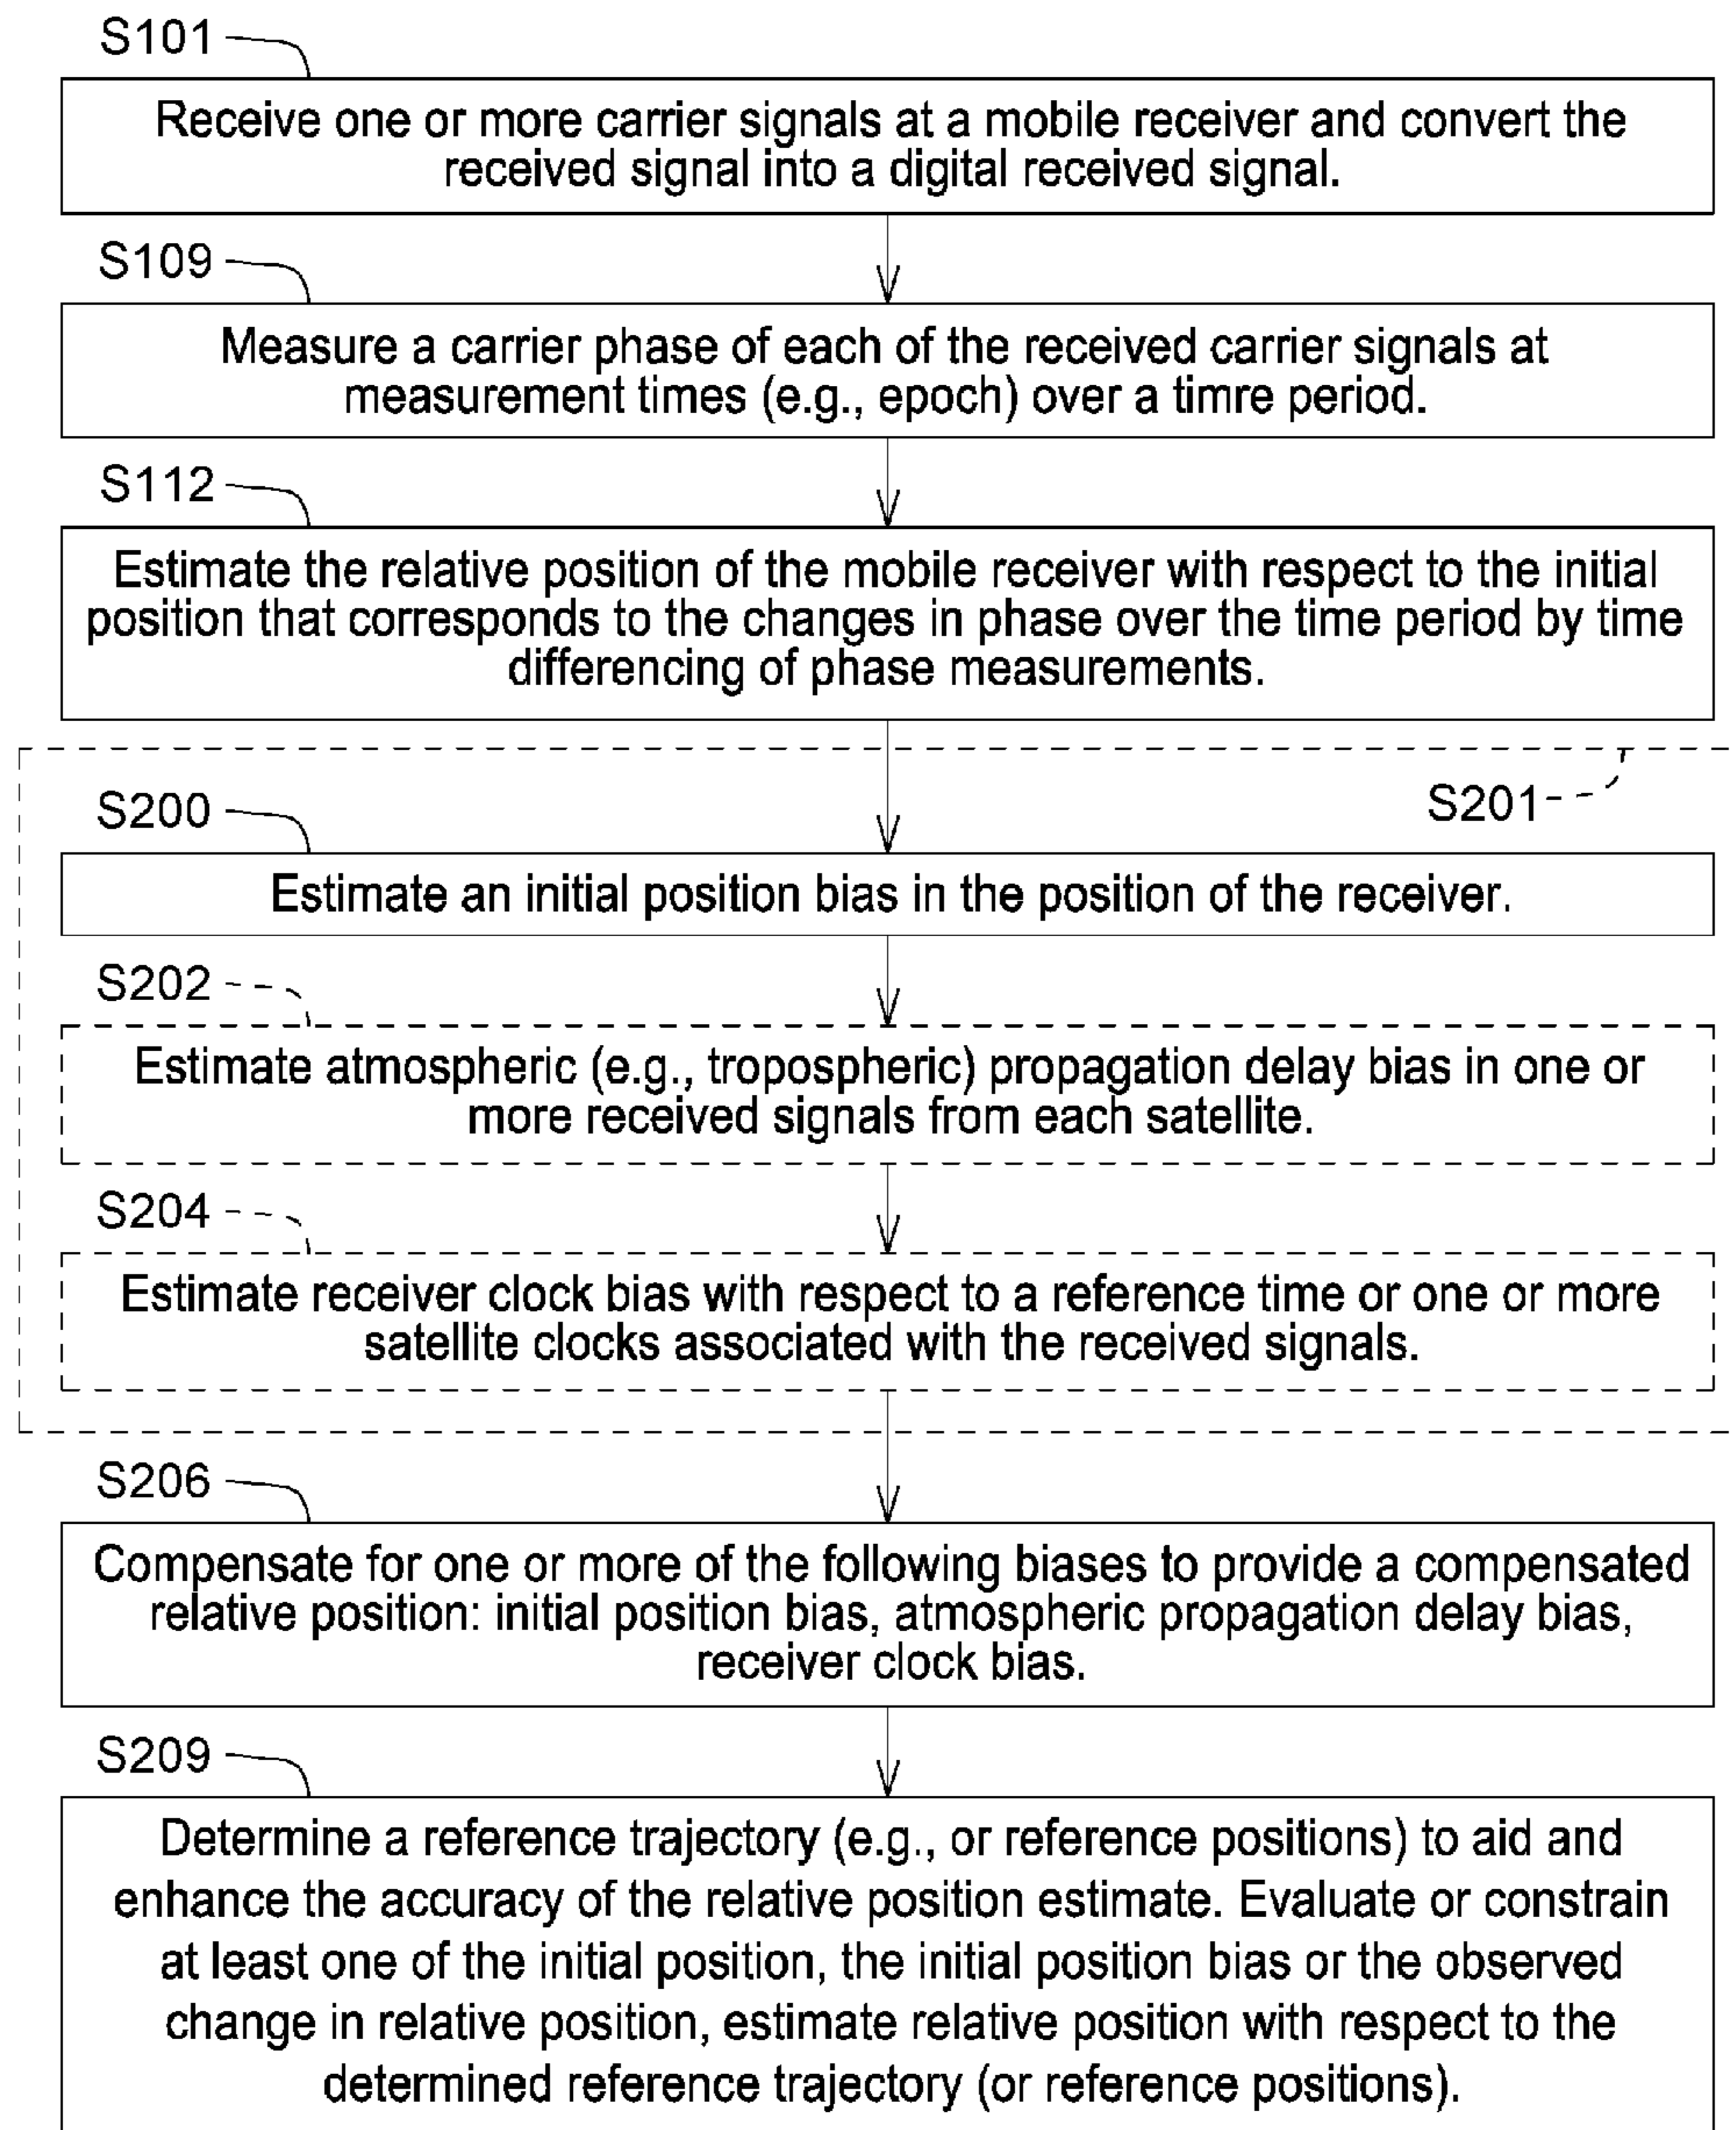 S101
Receive one or more carrier signals at a mobile receiver and convert the
received signal into a digital received signal.
S109
Measure a carrier phase of each of the received carrier signals at
measurement times (e.g., epoch) over a timre period.
S112
Estimate the relative position of the mobile receiver with respect to the initial
position that corresponds to the changes in phase over the time period by time
differencing of phase measurements.
S201
S200
Estimate an initial position bias in the position of the receiver.
S202
Estimate atmospheric (e.g., tropospheric) propagation delay bias in one or
more received signals from each satellite.
S204
Estimate receiver clock bias with respect to a reference time or one or more
satellite clocks associated with the received signals.
S206
Compensate for one or more of the following biases to provide a compensated
relative position: initial position bias, atmospheric propagation delay bias,
receiver clock bias.
S209
Determine a reference trajectory (e.g., or reference positions) to aid and
enhance the accuracy of the relative position estimate. Evaluate or constrain
at least one of the initial position, the initial position bias or the observed
change in relative position, estimate relative position with respect to the
determined reference trajectory (or reference positions).